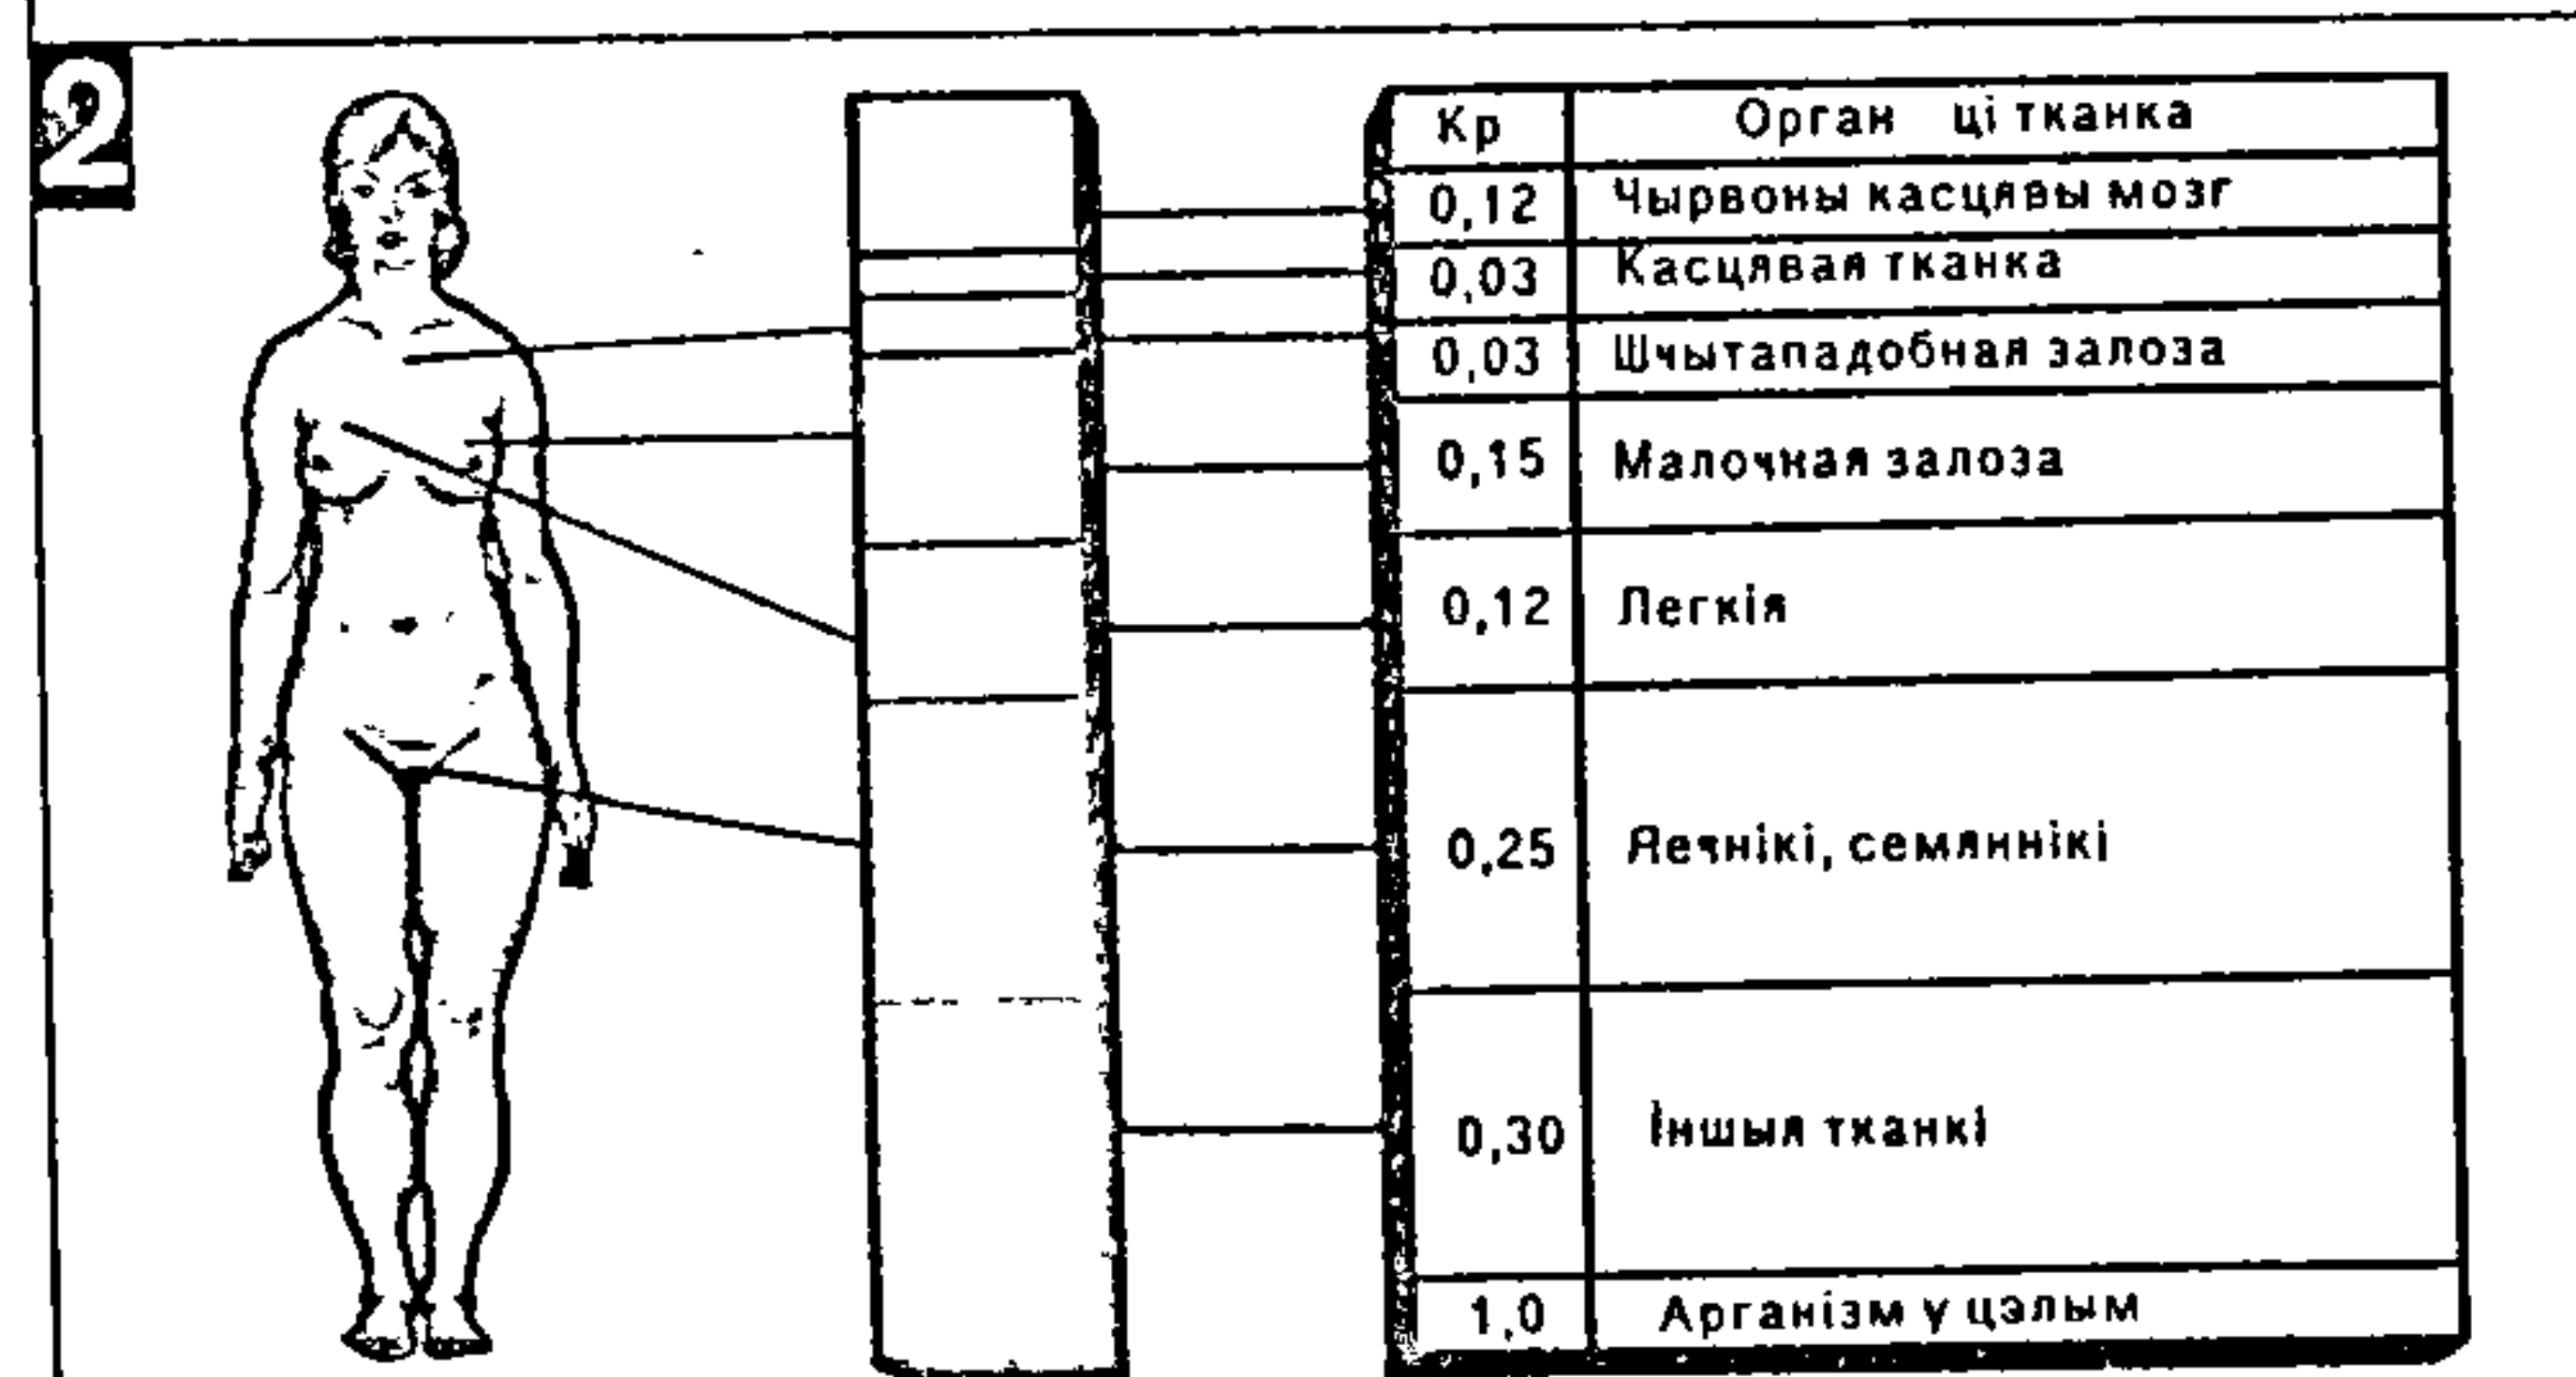 2
Кр Орган ці тканка
0,12 Чырвоны касцявы мозг
0,03 Касцявая тканка
0,03 Шчытападобная залоза
0,15 Малочная залоза
0,12 Легкія
0,25 Яечнікі, семяннікі
0,30 Іншыя тканкі
1,0 Арганізм у цэлым